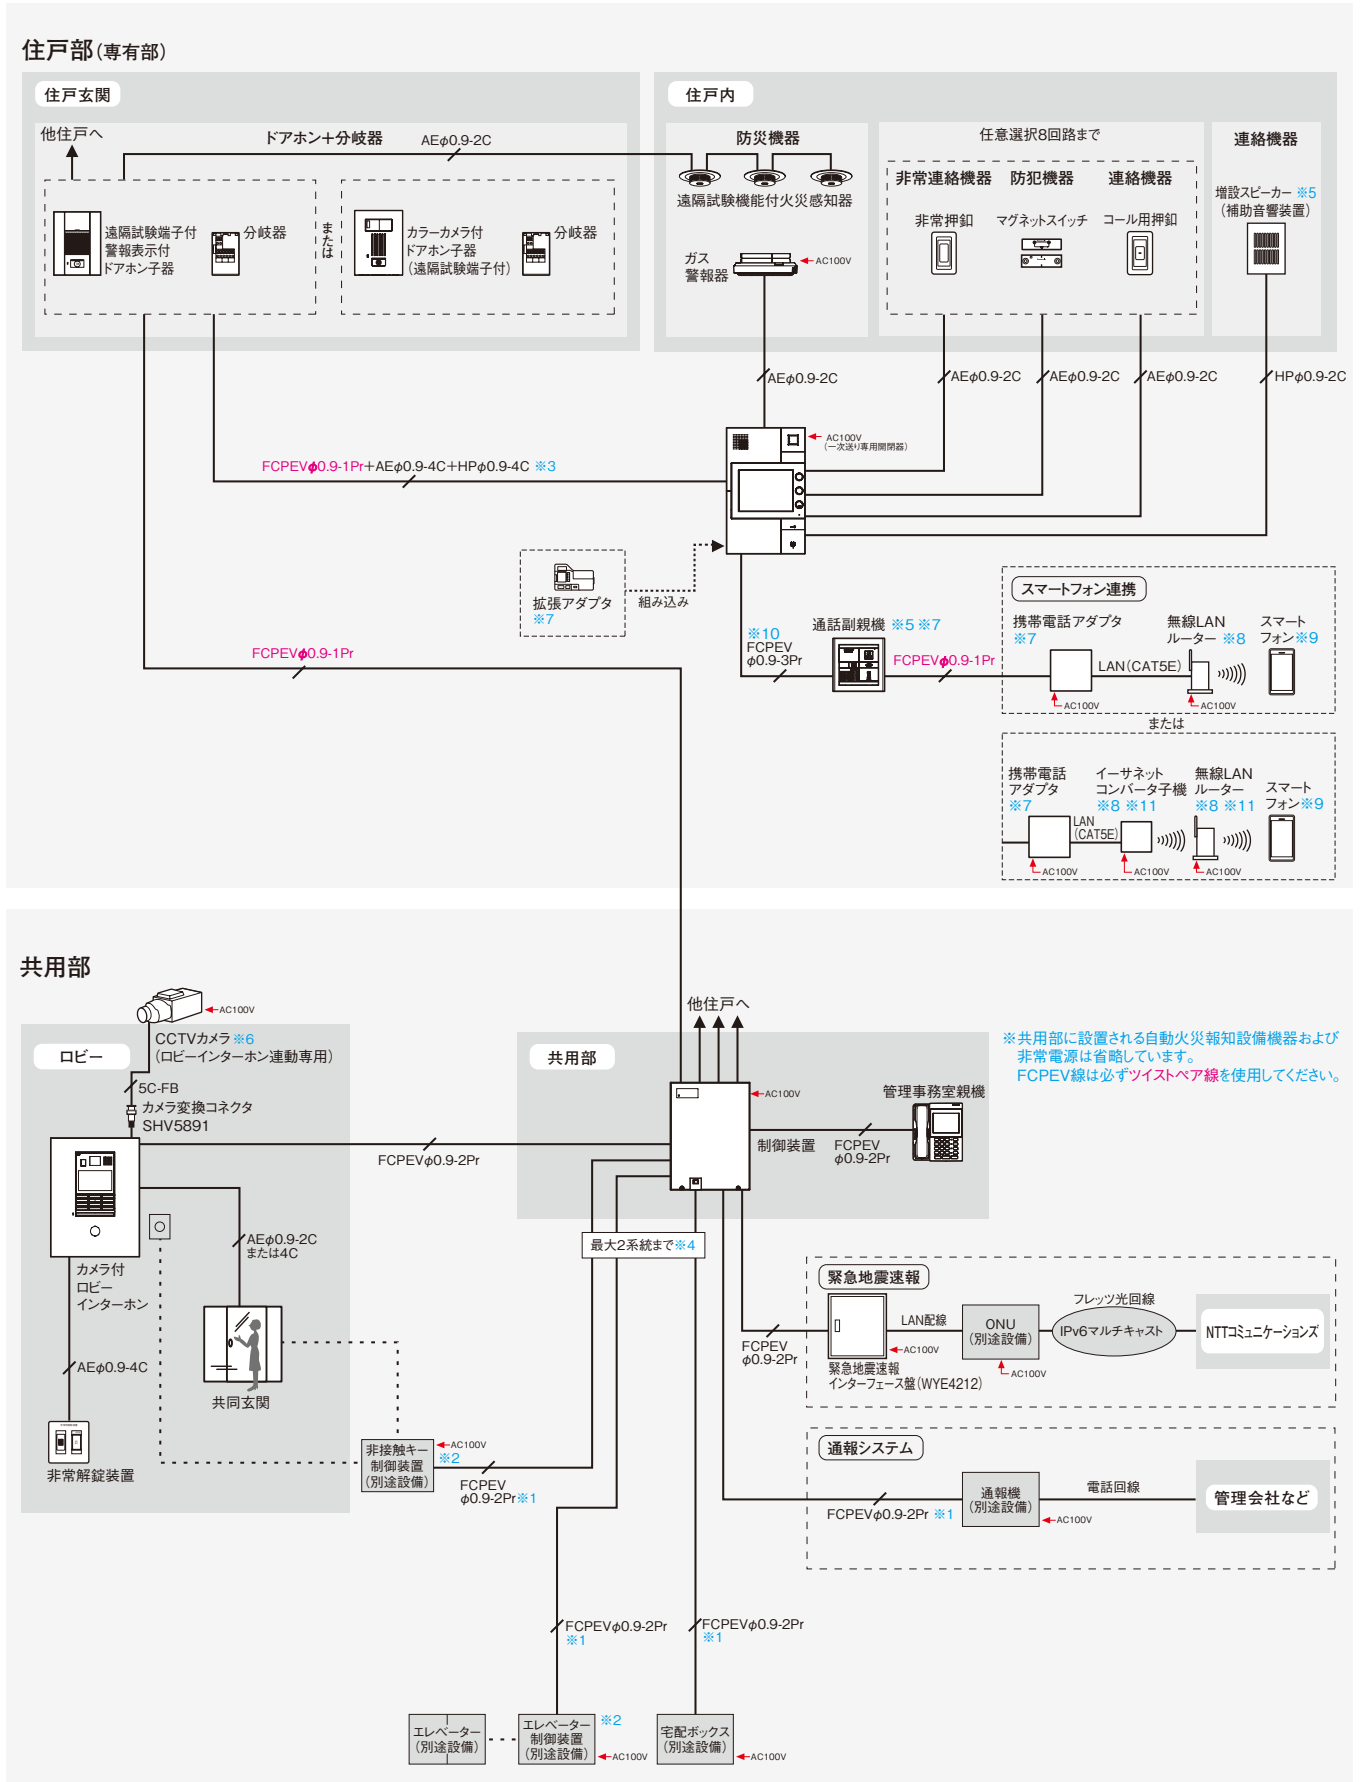 住戸部(専有部)
住戸玄関
他住戸へ
ドアホン+分岐器
AEφ0.9-2C
遠隔試験端子付
警報表示付
ドアホン子器
分岐器
または
カラーカメラ付
ドアホン子器
(遠隔試験端子付)
分岐器
住戸内
防災機器
遠隔試験機能付火災感知器
ガス
警報器
AC100V
任意選択8回路まで
非常連絡機器
防犯機器
連絡機器
非常押釦
マグネットスイッチ
コール用押釦
連絡機器
増設スピーカー ※5
(補助音響装置)
AEφ0.9-2C
AEφ0.9-2C
AEφ0.9-2C
AEφ0.9-2C
HPφ0.9-2C
AC100V
(一次送り専用開閉器)
FCPEVφ0.9-1Pr+AEφ0.9-4C+HPφ0.9-4C ※3
拡張アダプタ
※7
組み込み
FCPEVφ0.9-1Pr
※10
FCPEV
φ0.9-3Pr
通話副親機 ※5 ※7
FCPEVφ0.9-1Pr
スマートフォン連携
携帯電話アダプタ
※7
LAN(CAT5E)
無線LAN
ルーター ※8
スマート
フォン※9
AC100V
AC100V
または
携帯電話
アダプタ
※7
LAN
(CAT5E)
イーサネット
コンバータ子機
※8 ※11
無線LAN
ルーター
※8 ※11
スマート
フォン※9
AC100V
AC100V
AC100V
共用部
AC100V
CCTVカメラ ※6
(ロビーインターホン連動専用)
ロビー
5C-FB
カメラ変換コネクタ
SHV5891
FCPEVφ0.9-2Pr
AEφ0.9-2C
または4C
カメラ付
ロビー
インターホン
AEφ0.9-4C
非常解錠装置
共同玄関
共用部
他住戸へ
AC100V
制御装置
管理事務室親機
FCPEV
φ0.9-2Pr
※共用部に設置される自動火災報知設備機器および
非常電源は省略しています。
FCPEV線は必ずツイストペア線を使用してください。
最大2系統まで※4
非接触キー
制御装置
(別途設備)
AC100V
※2
FCPEV
φ0.9-2Pr※1
FCPEV
φ0.9-2Pr
緊急地震速報
LAN配線
AC100V
緊急地震速報
インターフェース盤(WYE4212)
ONU
(別途設備)
AC100V
フレッツ光回線
IPv6マルチキャスト
NTTコミュニケーションズ
通報システム
FCPEVφ0.9-2Pr ※1
通報機
(別途設備)
AC100V
電話回線
管理会社など
FCPEVφ0.9-2Pr
※1
FCPEVφ0.9-2Pr
※1
エレベーター
(別途設備)
エレベーター
制御装置
(別途設備)
※2
AC100V
宅配ボックス
(別途設備)
AC100V